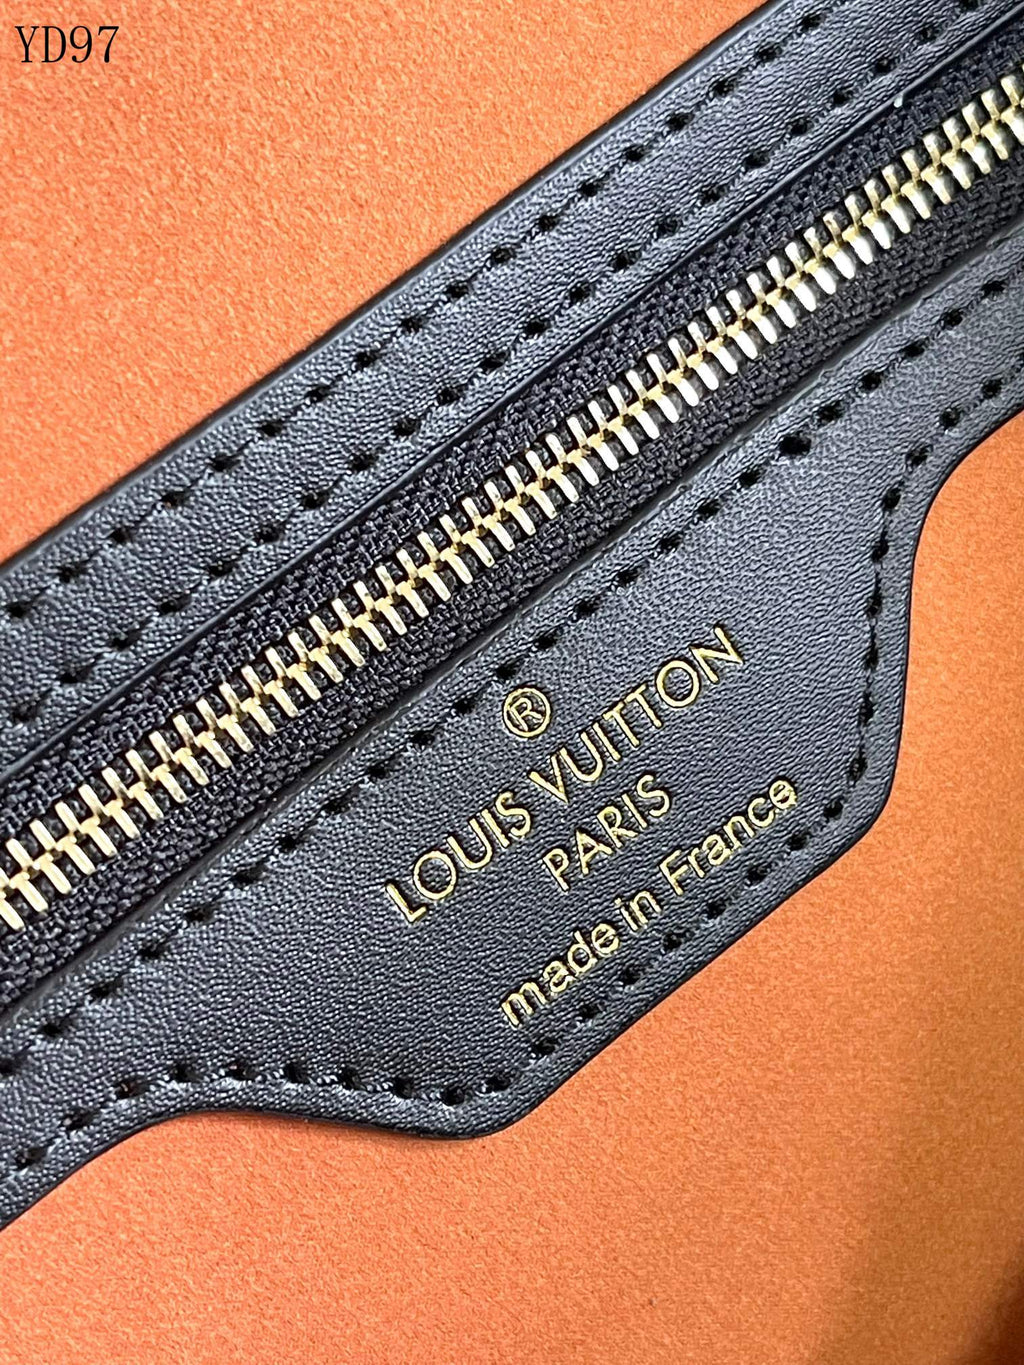 YD97
®
LOUIS VUITTON
PARIS
made in France